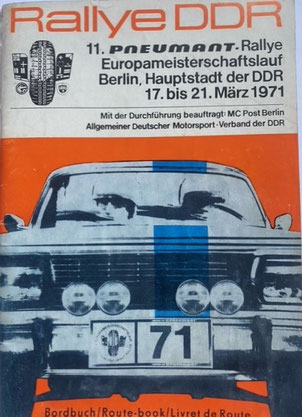 Rallye DDR
11. PNEUMANT-Rallye
Europameisterschaftslauf
Berlin, Hauptstadt der DDR
17. bis 21. März 1971
Mit der Durchführung beauftragt: MC Post Berlin
Allgemeiner Deutscher Motorsport-Verband der DDR
71
Bordbuch/Route-book/Livret de Route